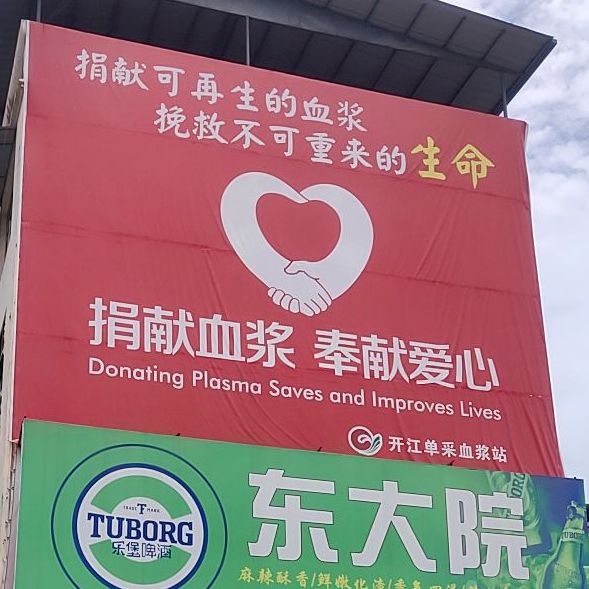 捐献可再生的血浆
挽救不可重来的生命
捐献血浆 奉献爱心
Donating Plasma Saves and Improves Lives
开江单采血浆站
TRADE T MARK
TUBORG
乐堡啤酒
东大院
麻辣酥香/鲜嫩化渣/